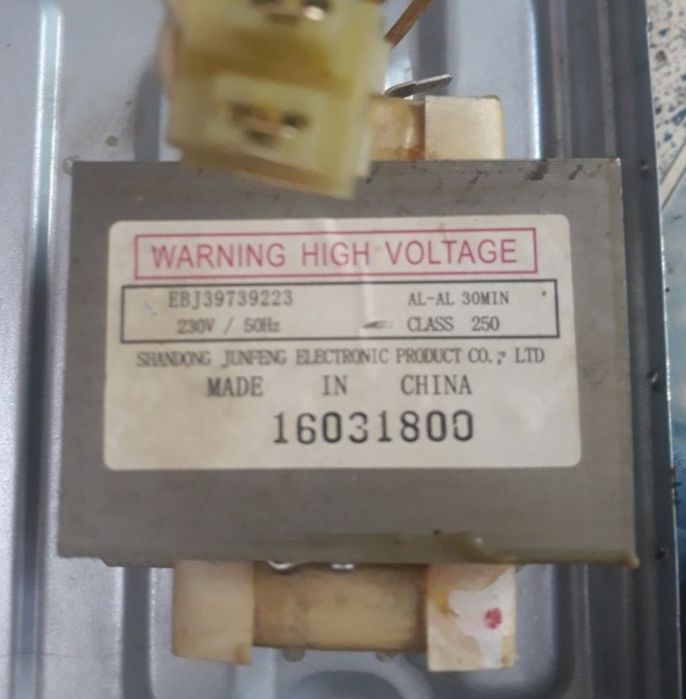 WARNING HIGH VOLTAGE
EBJ39739223 AL-AL 30MIN
230V / 50Hz CLASS 250
SHANDONG JUNFENG ELECTRONIC PRODUCT CO., LTD
MADE IN CHINA
16031800